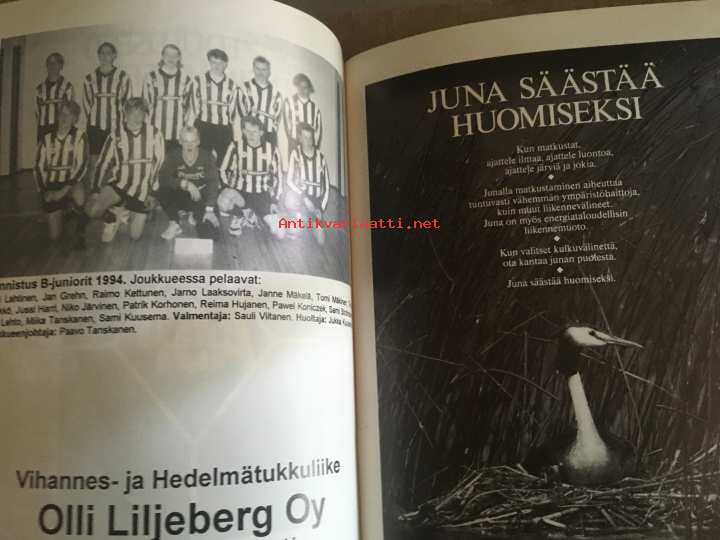 nnistus B-juniorit 1994. Joukkueessa pelaavat:
Lahtinen, Jan Grehn, Raimo Kettunen, Jarno Laaksovirta, Janne Mäkelä, Tomi
Jussi Harri, Niko Järvinen, Patrik Korhonen, Reima Hujanen, Pawel Koniczek, Sami
Lehto, Miika Tanskanen, Sami Kuusema. Valmentaja: Sauli Viitanen. Huoltaja: Jukka
kkueenjohtaja: Paavo Tanskanen.
Vihannes- ja Hedelmätukkuliike
Olli Liljeberg Oy
JUNA SÄÄSTÄÄ
HUOMISEKSI
Kun matkustat,
ajattele ilmaa, ajattele luontoa,
ajattele järviä ja jokia.
Junalla matkustaminen aiheuttaa
tuntuvasti vähemmän ympäristöhaittoja,
kuin muut liikennevälineet.
Juna on myös energiataloudellisin
liikennemuoto.
Kun valitset kulkuvälinettä,
ota kantaa junan puolesta.
Juna säästää huomiseksi.
Antikvariaatti.net